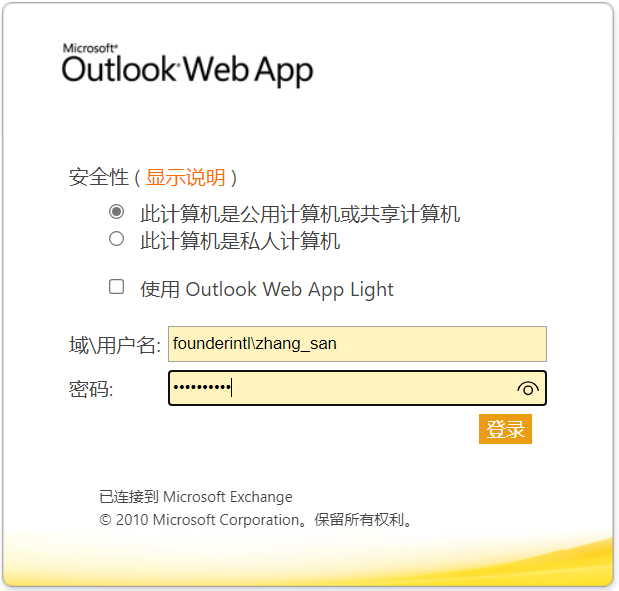 Microsoft®
Outlook® Web App
安全性 ( 显示说明 )
此计算机是公用计算机或共享计算机
此计算机是私人计算机
使用 Outlook Web App Light
域\用户名: founderintl\zhang_san
密码: ••••••••••
登录
已连接到 Microsoft Exchange
© 2010 Microsoft Corporation。保留所有权利。